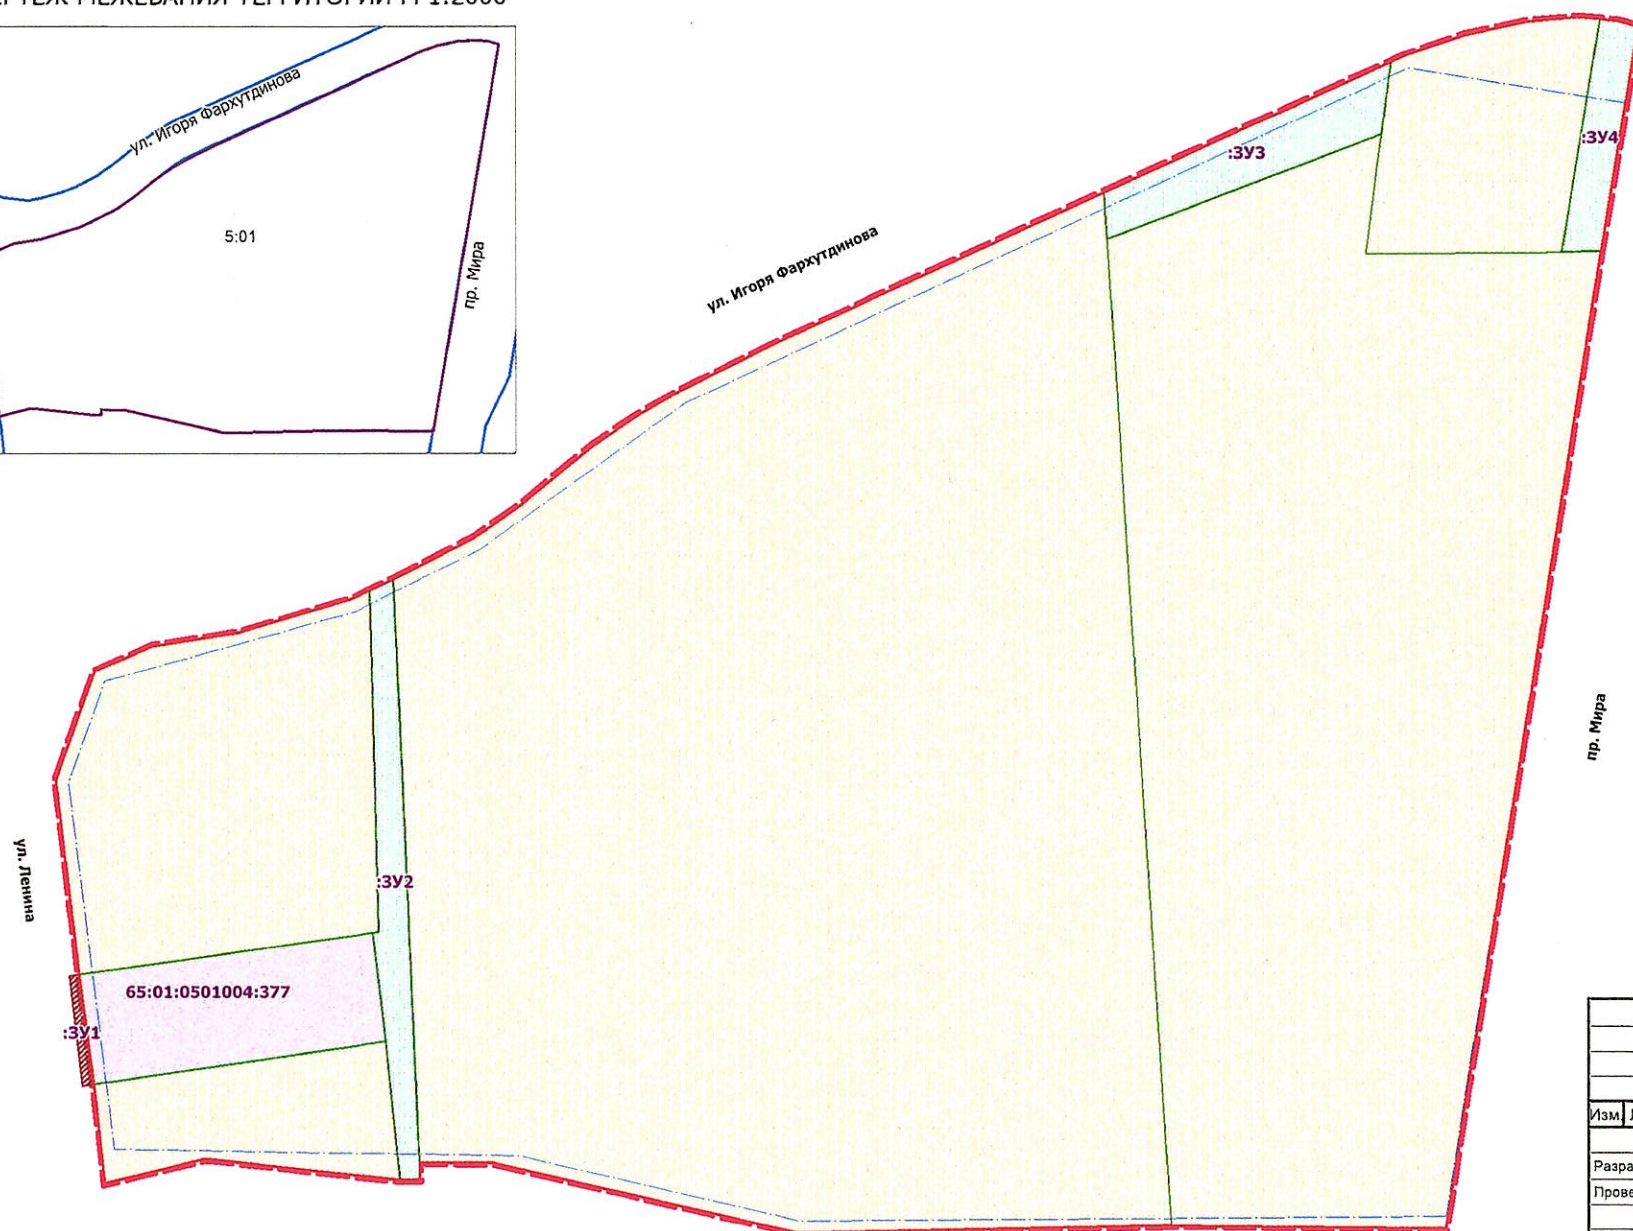 МЕЖЕВАНИЯ ТЕРРИТОРИИ М 1:2000
ул. Игоря Фархутдинова
5:01
пр. Мира
:ЗУ3
:ЗУ4
ул. Игоря Фархутдинова
пр. Мира
ул. Ленина
:ЗУ2
65:01:0501004:377
:ЗУ1
Изм.
Разра
Прове